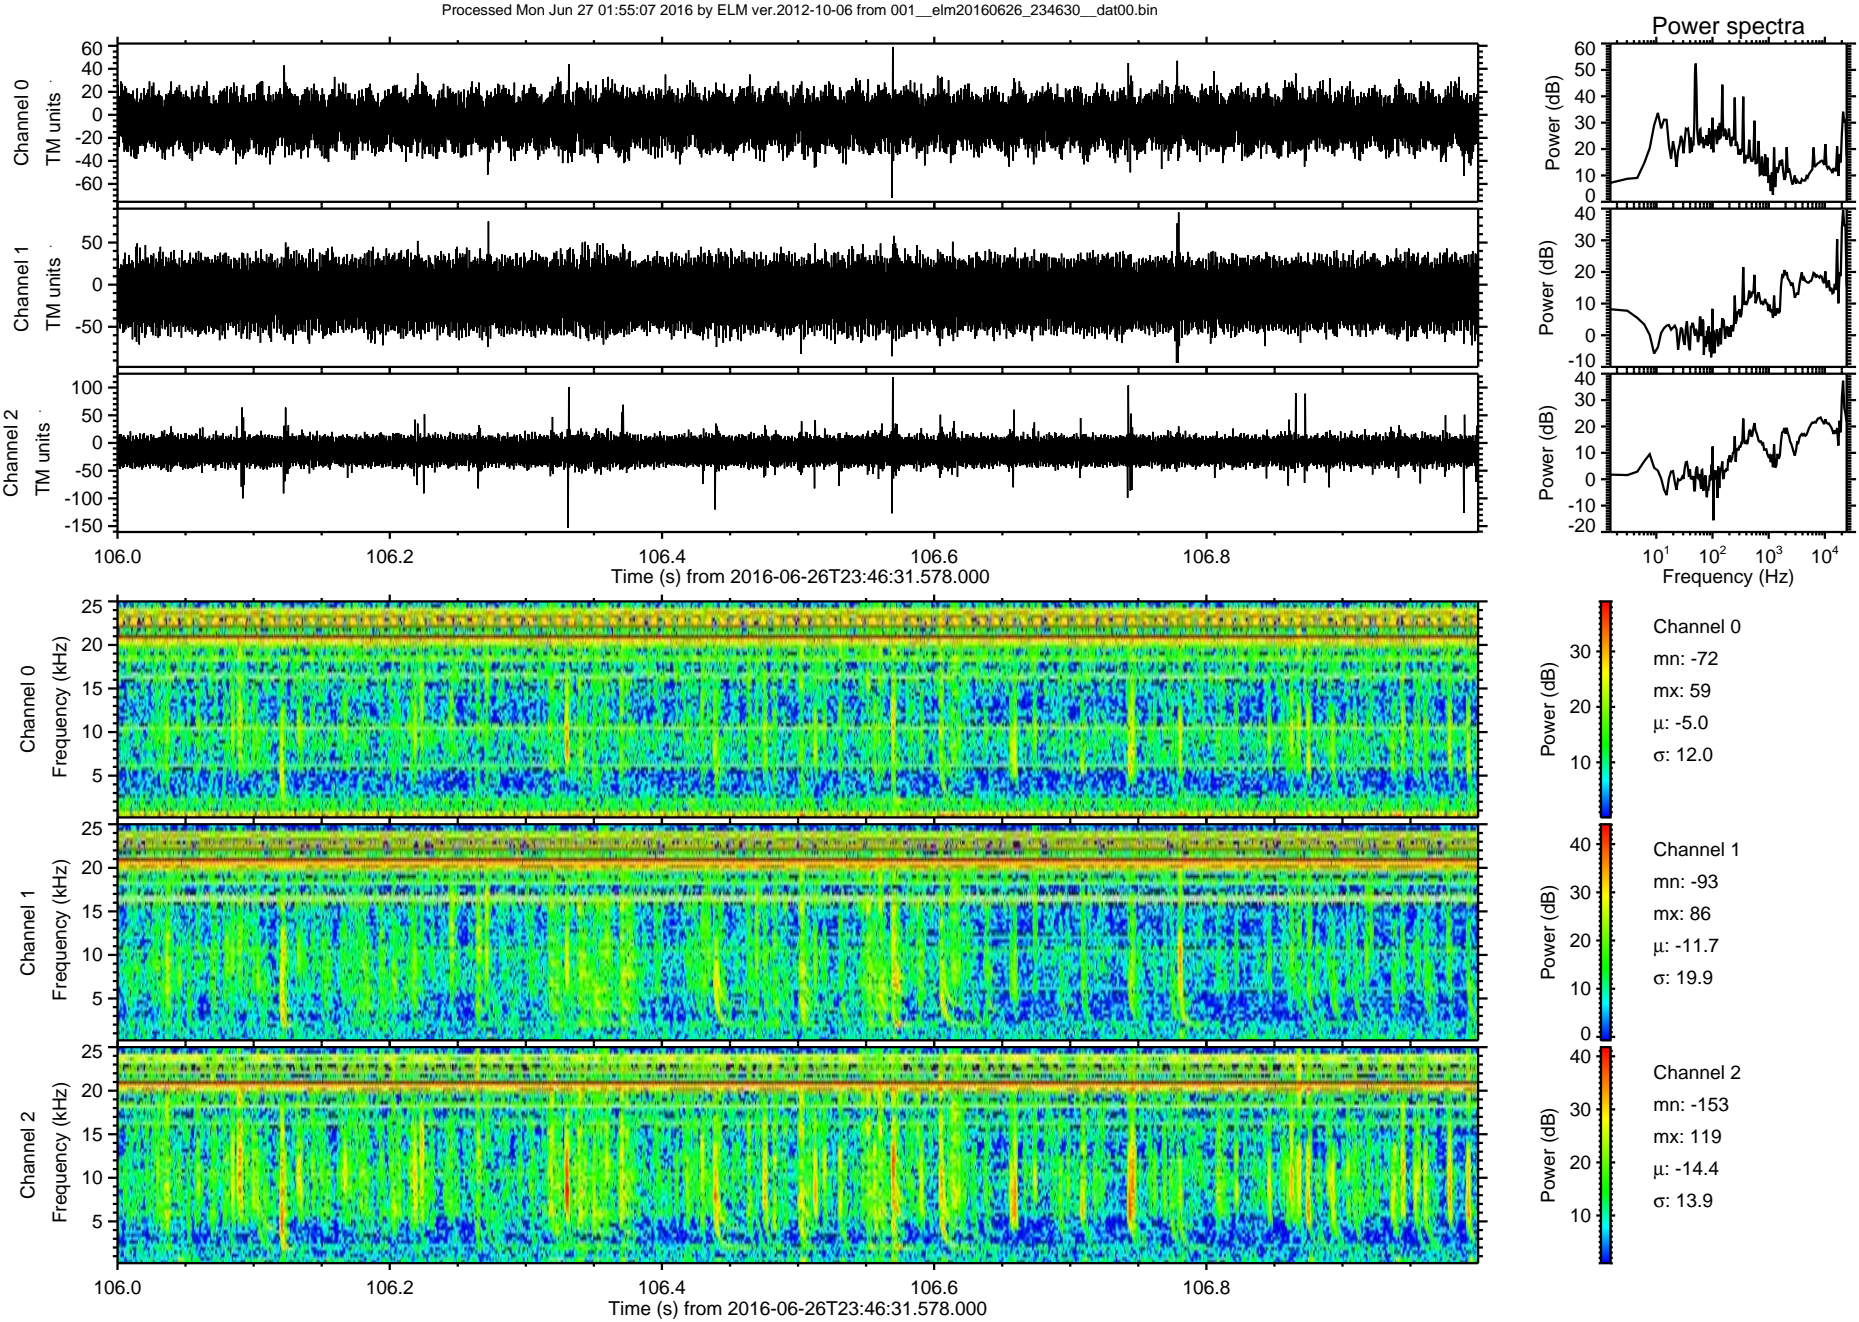 Processed Mon Jun 27 01:55:07 2016 by ELM ver.2012-10-06 from 001__elm20160626_234630__dat00.bin
Power spectra
Channel 0
TM units
60
40
20
0
-20
-40
-60
Power (dB)
60
50
40
30
20
10
0
Channel 1
TM units
50
0
-50
Power (dB)
40
30
20
10
0
-10
Channel 2
TM units
100
50
0
-50
-100
-150
Power (dB)
40
30
20
10
0
-10
-20
106.0 106.2 106.4 106.6 106.8
Time (s) from 2016-06-26T23:46:31.578.000
10^1 10^2 10^3 10^4
Frequency (Hz)
Channel 0
Frequency (kHz)
25
20
15
10
5
Power (dB)
30
20
10
Channel 0
mn: -72
mx: 59
μ: -5.0
σ: 12.0
Channel 1
Frequency (kHz)
25
20
15
10
5
Power (dB)
40
30
20
10
0
Channel 1
mn: -93
mx: 86
μ: -11.7
σ: 19.9
Channel 2
Frequency (kHz)
25
20
15
10
5
Power (dB)
40
30
20
10
Channel 2
mn: -153
mx: 119
μ: -14.4
σ: 13.9
106.0 106.2 106.4 106.6 106.8
Time (s) from 2016-06-26T23:46:31.578.000